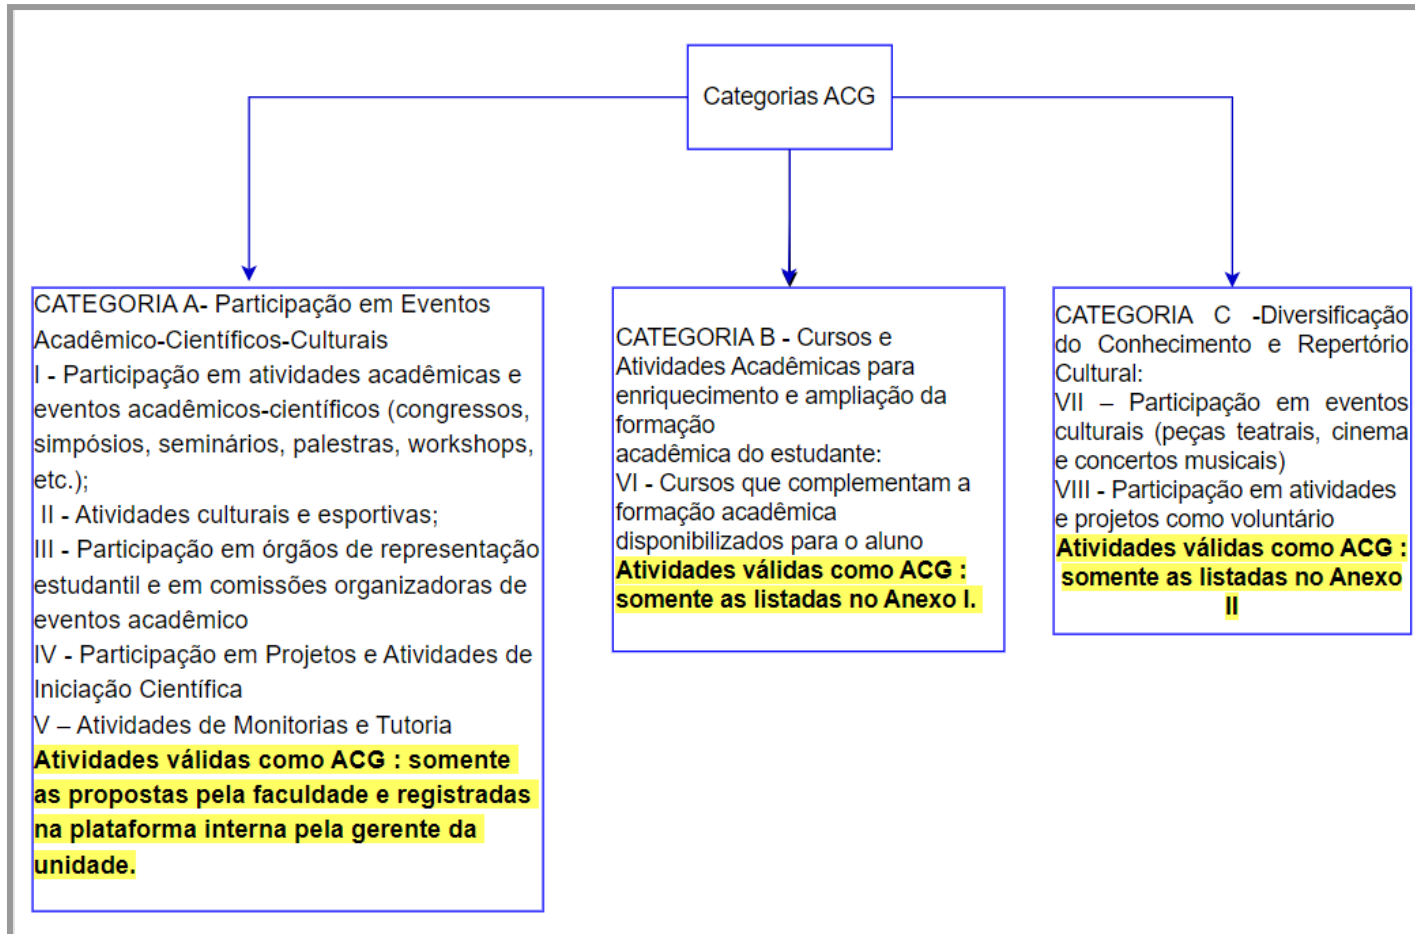 Categorias ACG
CATEGORIA A- Participação em Eventos
Acadêmico-Científicos-Culturais
I - Participação em atividades acadêmicas e
eventos acadêmicos-científicos (congressos,
simpósios, seminários, palestras, workshops,
etc.);
II - Atividades culturais e esportivas;
III - Participação em órgãos de representação
estudantil e em comissões organizadoras de
eventos acadêmico
IV - Participação em Projetos e Atividades de
Iniciação Científica
V – Atividades de Monitorias e Tutoria
Atividades válidas como ACG : somente
as propostas pela faculdade e registradas
na plataforma interna pela gerente da
unidade.
CATEGORIA B - Cursos e
Atividades Acadêmicas para
enriquecimento e ampliação da
formação
acadêmica do estudante:
VI - Cursos que complementam a
formação acadêmica
disponibilizados para o aluno
Atividades válidas como ACG :
somente as listadas no Anexo I.
CATEGORIA C -Diversificação
do Conhecimento e Repertório
Cultural:
VII – Participação em eventos
culturais (peças teatrais, cinema
e concertos musicais)
VIII - Participação em atividades
e projetos como voluntário
Atividades válidas como ACG :
somente as listadas no Anexo
II